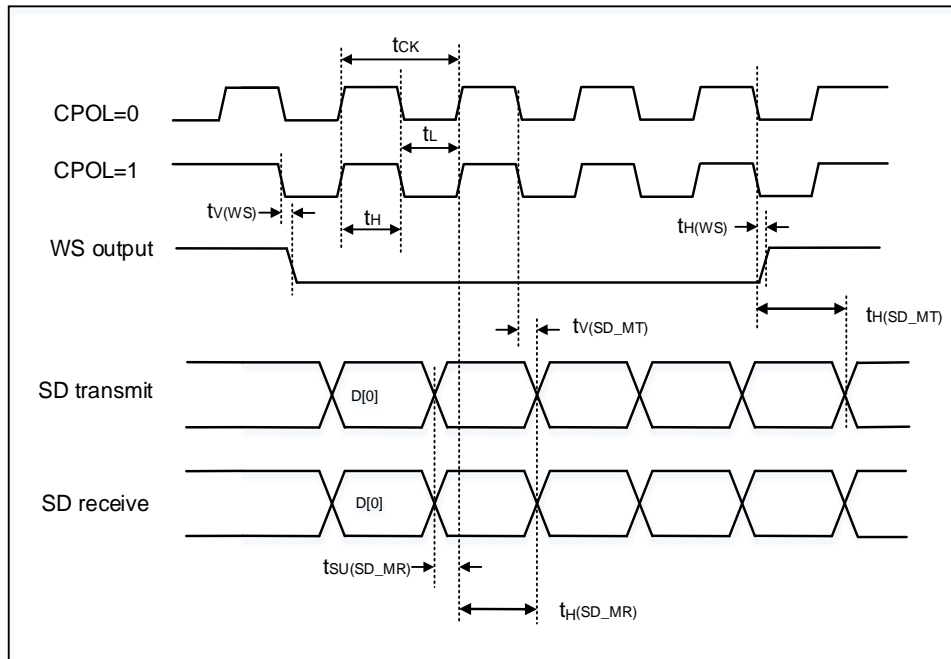 tCK
CPOL=0
tL
CPOL=1
tV(WS)
tH
tH(WS)
WS output
tV(SD_MT)
tH(SD_MT)
SD transmit
D[0]
SD receive
D[0]
tSU(SD_MR)
tH(SD_MR)